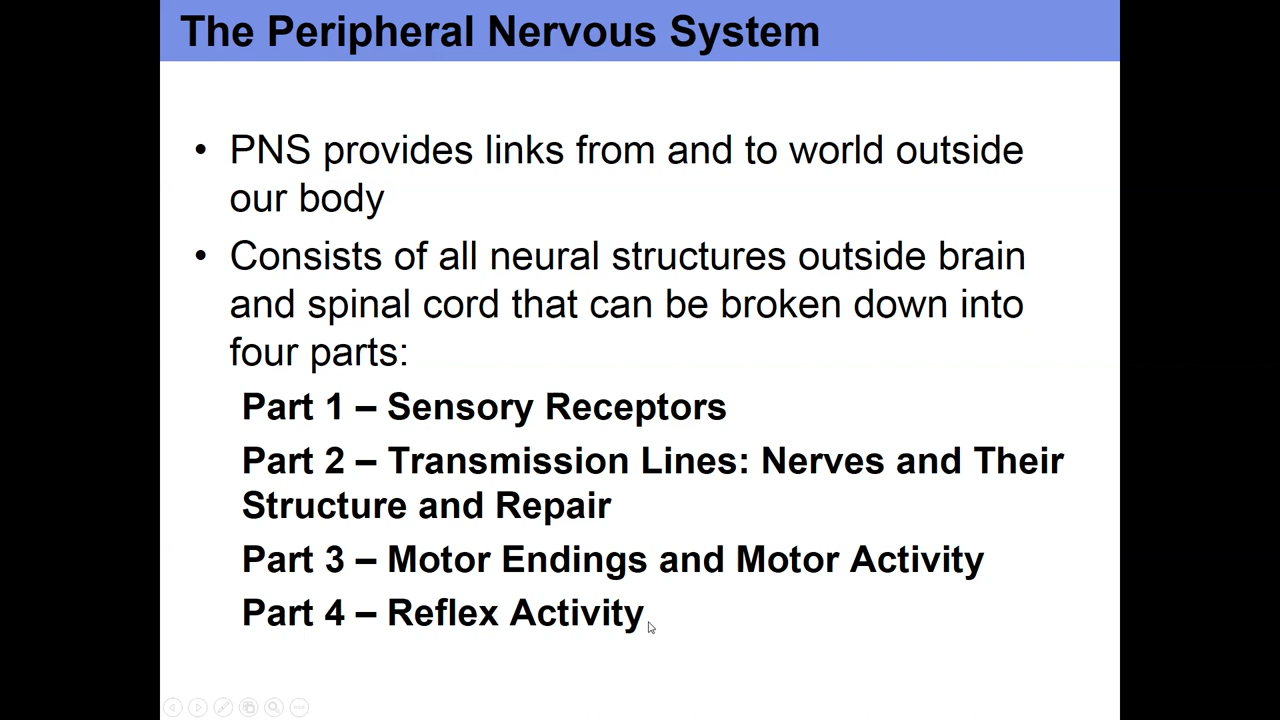 The Peripheral Nervous System
• PNS provides links from and to world outside
our body
• Consists of all neural structures outside brain
and spinal cord that can be broken down into
four parts:
Part 1 – Sensory Receptors
Part 2 – Transmission Lines: Nerves and Their
Structure and Repair
Part 3 – Motor Endings and Motor Activity
Part 4 – Reflex Activity